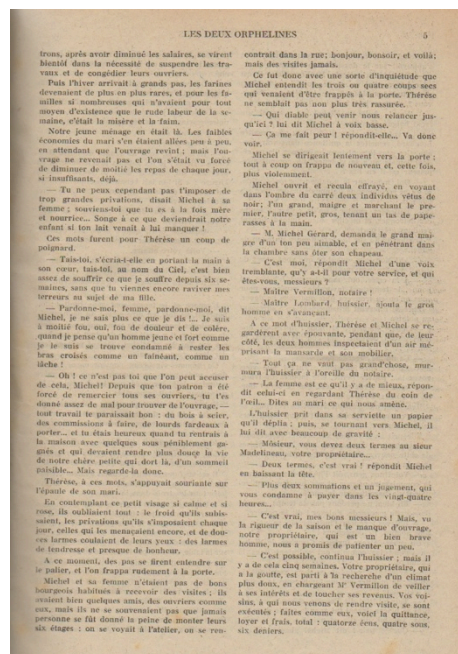 LES DEUX ORPHELINES
5
trons, après avoir diminué les salaires, se virent
bientôt dans la nécessité de suspendre les tra-
vaux et de congédier leurs ouvriers.
Puis l'hiver arrivait à grands pas, les farines
devenaient de plus en plus rares, et pour les fa-
milles si nombreuses qui n'avaient pour tout
moyen d'existence que le rude labeur de la se-
maine, c'était la misère et la faim.
Notre jeune ménage en était là. Les faibles
économies du mari s'en étaient allées peu à peu,
en attendant que l'ouvrage revînt ; mais l'ou-
vrage ne revenait pas et l'on s'était vu forcé
de diminuer de moitié les repas de chaque jour,
si insuffisants, déjà.
— Tu ne peux cependant pas t'imposer de
trop grandes privations, disait Michel à sa
femme ; souviens-toi que tu es à la fois mère
et nourrice... Songe à ce que deviendrait notre
enfant si ton lait venait à lui manquer !
Ces mots furent pour Thérèse un coup de
poignard.
— Tais-toi, s'écria-t-elle en portant la main à
son cœur, tais-toi, au nom du Ciel, c'est bien
assez de souffrir ce que je souffre depuis six se-
maines, sans que tu viennes encore raviver mes
terreurs au sujet de ma fille.
— Pardonne-moi, femme, pardonne-moi, dit
Michel, je ne sais plus ce que je dis !... Je suis
à moitié fou, oui, fou de douleur et de colère,
quand je pense qu'un homme jeune et fort comme
je le suis se trouve condamné à rester les
bras croisés comme un fainéant, comme un
lâche !
— Oh ! ce n'est pas toi que l'on peut accuser
de cela, Michel! Depuis que ton patron a été
forcé de remercier tous ses ouvriers, tu t'es
donné assez de mal pour trouver de l'ouvrage, —
tout travail te paraissait bon : du bois à scier,
des commissions à faire, de lourds fardeaux à
porter... et tu étais heureux quand tu rentrais à
la maison avec quelques sous péniblement ga-
gnés et qui devaient rendre plus doux la vie
de notre chère petite qui dort là, d'un sommeil
paisible... Mais regarde-la donc.
Thérèse, à ces mots, s'appuyait souriante sur
l'épaule de son mari.
En contemplant ce petit visage si calme et si
rose, ils oubliaient tout : le froid qu'ils subis-
saient, les privations qu'ils s'imposaient chaque
jour, celles qui les menaçaient encore, et de dou-
ces larmes coulaient de leurs yeux : des larmes
de tendresse et presque de bonheur.
A ce moment, des pas se firent entendre sur
le palier, et l'on frappa rudement à la porte.
Michel et sa femme n'étaient pas de bons
bourgeois habitués à recevoir des visites ; ils
avaient bien quelques amis, des ouvriers comme
eux, mais ils ne se souvenaient pas que jamais
personne se fût donné la peine de monter leurs
six étages : on se voyait à l'atelier, on se ren-
contrait dans la rue; bonjour, bonsoir, et voilà;
mais des visites jamais.
Ce fut donc avec une sorte d'inquiétude que
Michel entendit les trois ou quatre coups secs
qui venaient d'être frappés à la porte. Thérèse
ne semblait pas non plus très rassurée.
— Qui diable peut venir nous relancer jus-
qu'ici ? lui dit Michel à voix basse.
— Ca me fait peur ! répondit-elle... Va donc
voir.
Michel se dirigeait lentement vers la porte ;
tout à coup on frappa de nouveau et, cette fois,
plus violemment.
Michel ouvrit et recula effrayé, en voyant
dans l'ombre du carré deux individus vêtus de
noir; l'un grand, maigre et marchant le pre-
mier, l'autre petit, gros, tenant un tas de pape-
rasses à la main.
— M. Michel Gérard, demanda le grand mai-
gre d'un ton peu aimable, et en pénétrant dans
la chambre sans ôter son chapeau.
— C'est moi, répondit Michel d'une voix
tremblante, qu'y a-t-il pour votre service, et qui
êtes-vous, messieurs ?
— Maître Vermillon, notaire !
— Maître Lombard, huissier, ajouta le gros
homme en s'avançant.
A ce mot d'huissier, Thérèse et Michel se re-
gardèrent avec épouvante, pendant que, de leur
côté, les deux hommes inspectaient d'un air mé-
prisant la mansarde et son mobilier.
— Tout ça ne vaut pas grand'chose, mur-
mura l'huissier à l'oreille du notaire.
— La femme est ce qu'il y a de mieux, répon-
dit celui-ci en regardant Thérèse du coin de
l'œil... Dites au mari ce qui nous amène.
L'huissier prit dans sa serviette un papier
qu'il déplia ; puis, se tournant vers Michel, il
lui dit avec beaucoup de gravité :
— Môsieur, vous devez deux termes au sieur
Madelineau, votre propriétaire...
— Deux termes, c'est vrai ! répondit Michel
en baissant la tête.
— Plus deux sommations et un jugement, qui
vous condamne à payer dans les vingt-quatre
heures...
— C'est vrai, mes bons messieurs ! Mais, vu
la rigueur de la saison et le manque d'ouvrage,
notre propriétaire, qui est un bien brave
homme, nous a promis de patienter un peu.
— C'est possible, continua l'huissier ; mais il
y a de cela cinq semaines. Votre propriétaire, qui
a la goutte, est parti à la recherche d'un climat
plus doux, en chargeant Mᵉ Vermillon de veiller
à ses intérêts et de toucher ses revenus. Vos voi-
sins, à qui nous venons de rendre visite, se sont
exécutés ; faites comme eux, voici la quittance,
loyer et frais, total : quatorze écus, quatre sous,
six deniers.